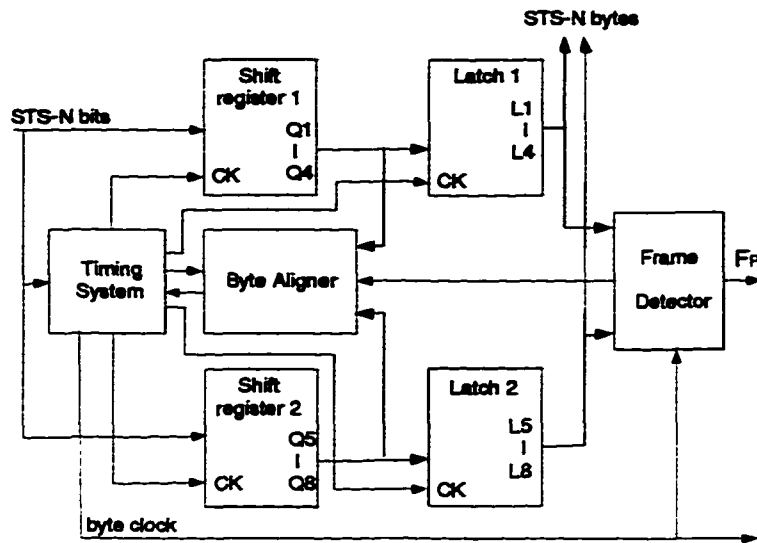 STS-N bytes
Shift
register 1
Q1
I
Q4
CK
Latch 1
L1
I
L4
CK
STS-N bits
Timing
System
Byte Aligner
Frame
Detector
Shift
register 2
Q5
I
Q8
CK
Latch 2
L5
I
L8
CK
byte clock